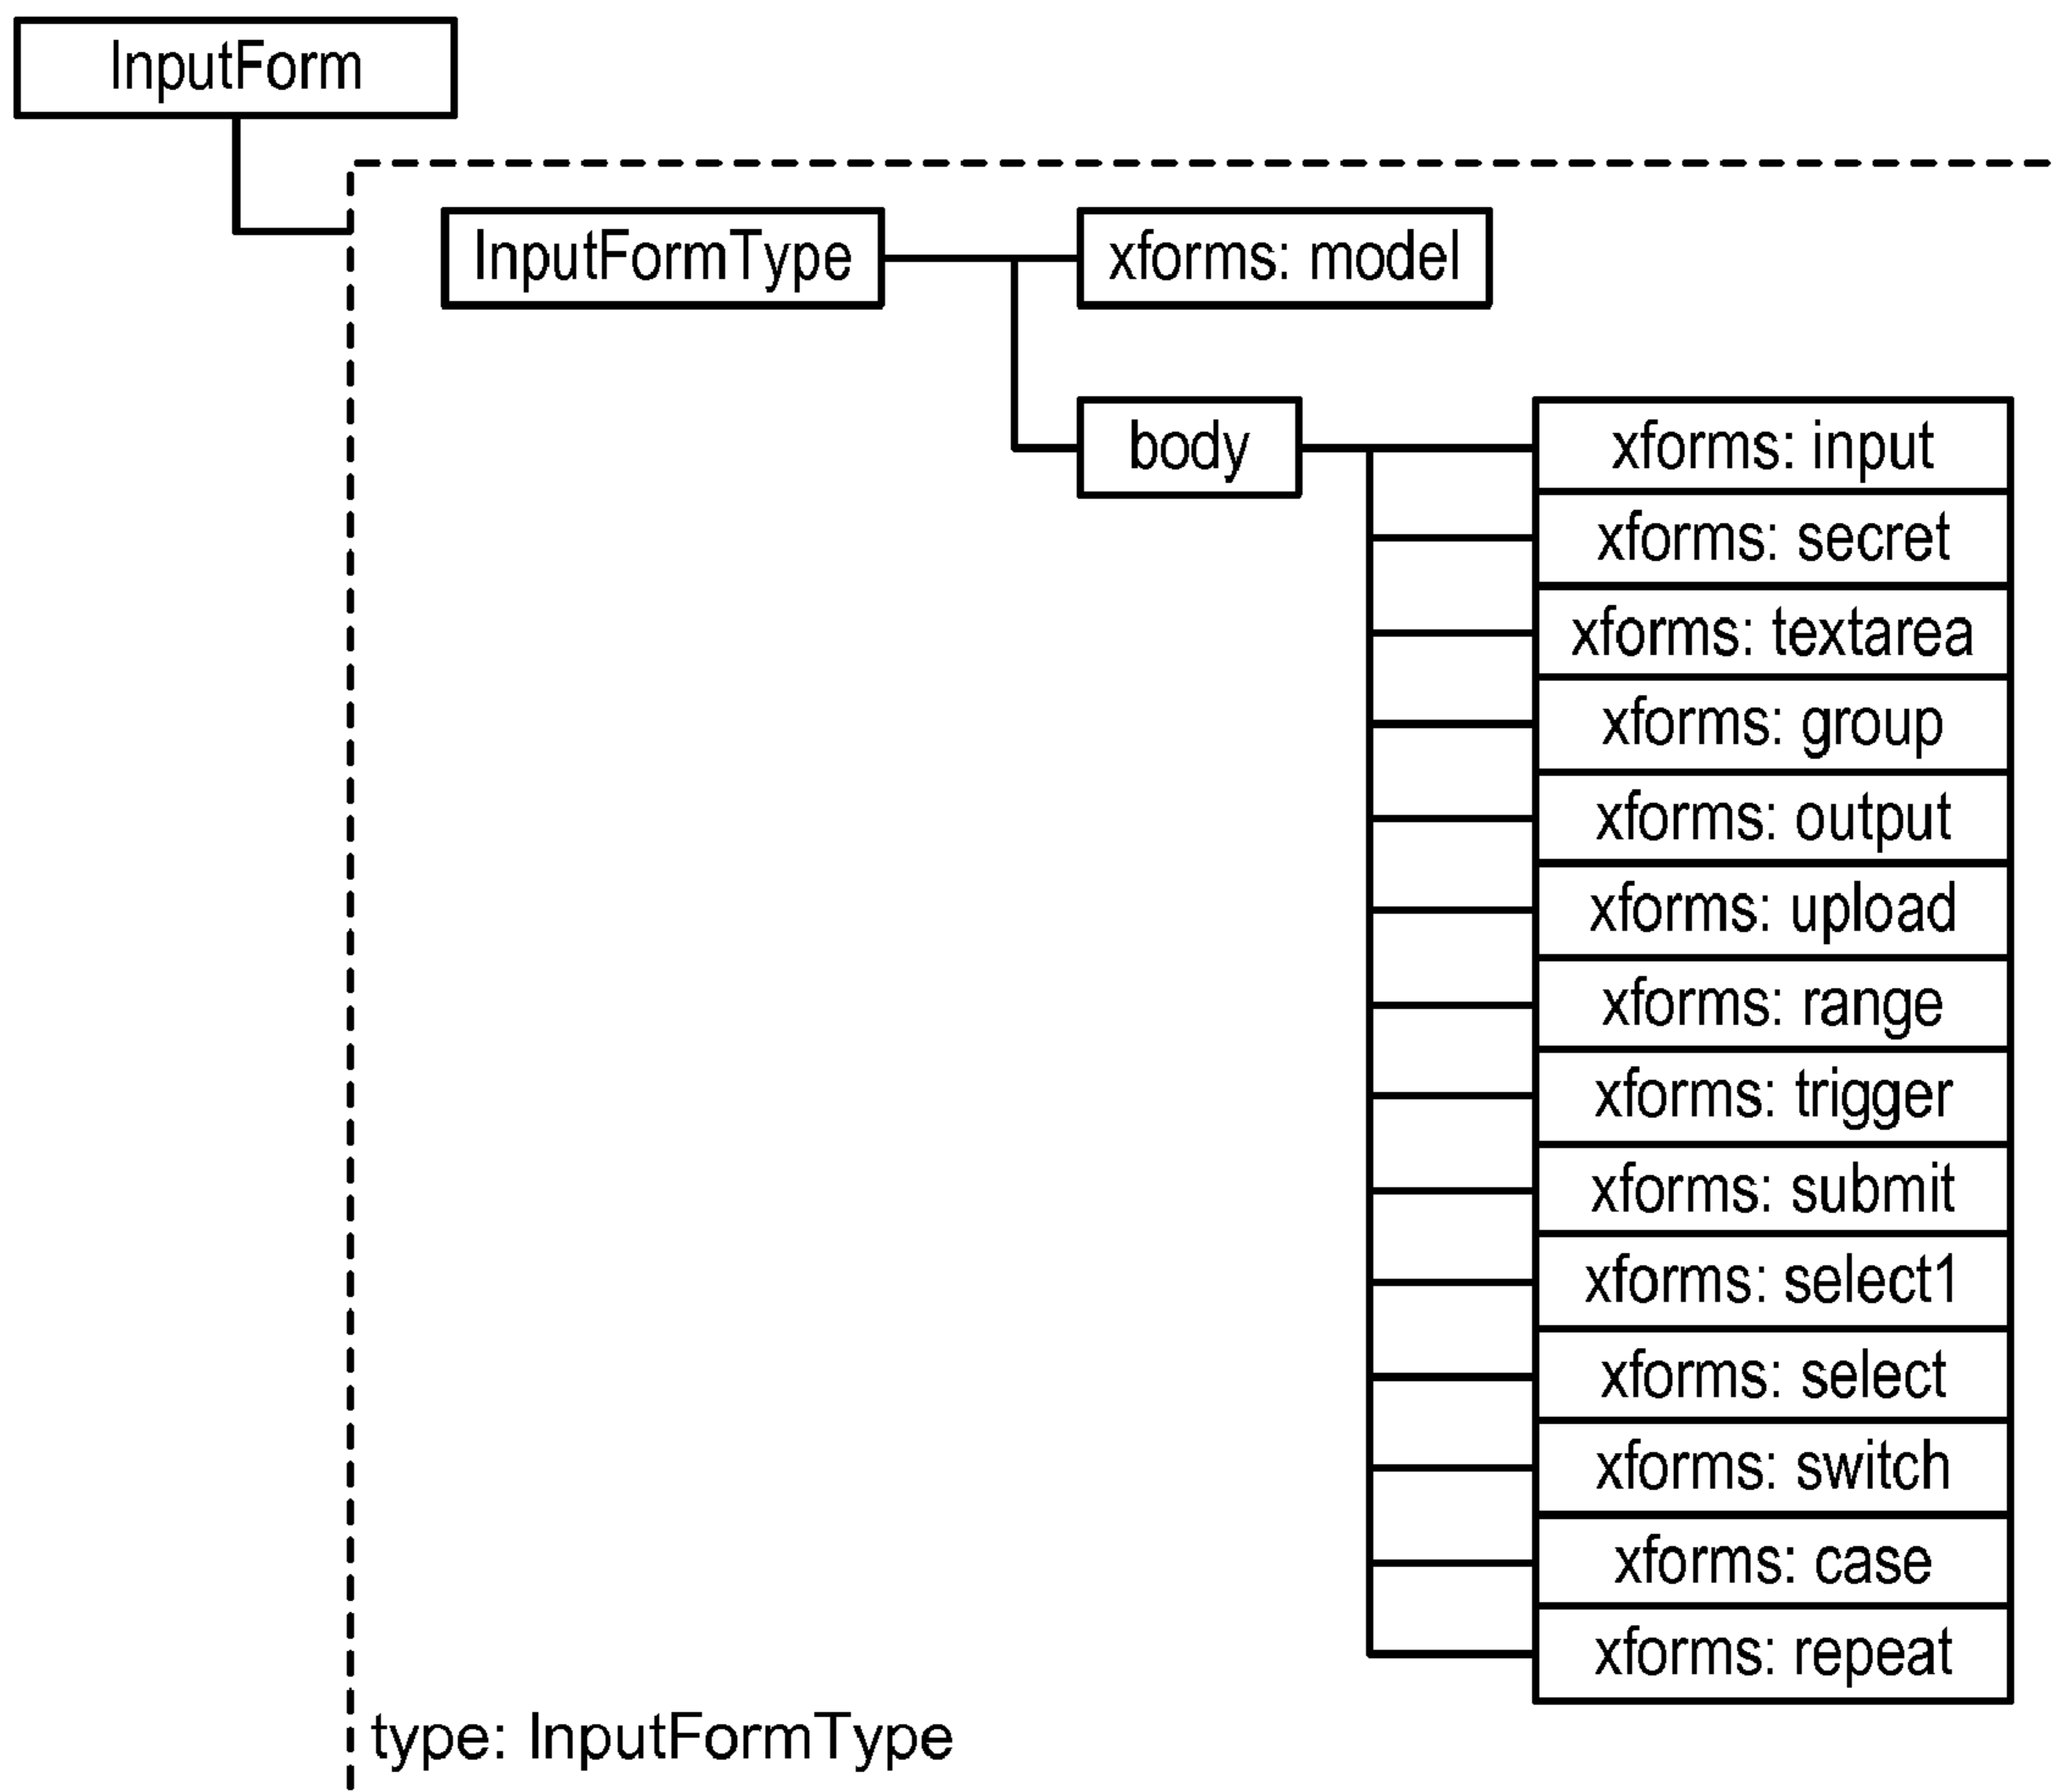 InputForm
InputFormType
xforms: model
body
xforms: input
xforms: secret
xforms: textarea
xforms: group
xforms: output
xforms: upload
xforms: range
xforms: trigger
xforms: submit
xforms: select1
xforms: select
xforms: switch
xforms: case
xforms: repeat
type: InputFormType